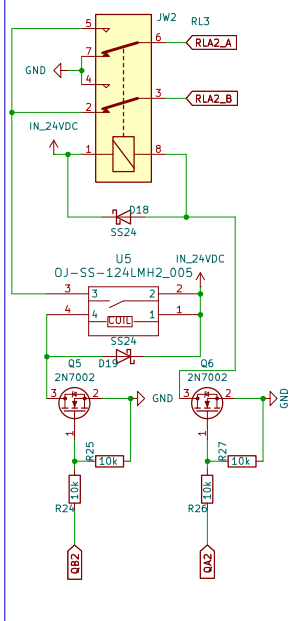 JW2
RL3
5
6
RLA2_A
7
GND
4
3
RLA2_B
2
IN_24VDC
1
8
D18
SS24
U5
IN_24VDC
OJ-SS-124LMH2_005
3
3
2
2
4
4
COIL
1
1
SS24
D19
Q5
2N7002
Q6
2N7002
3
2
GND
3
2
GND
1
1
R25
10k
R27
10k
10k
R24
10k
R26
QB2
QA2